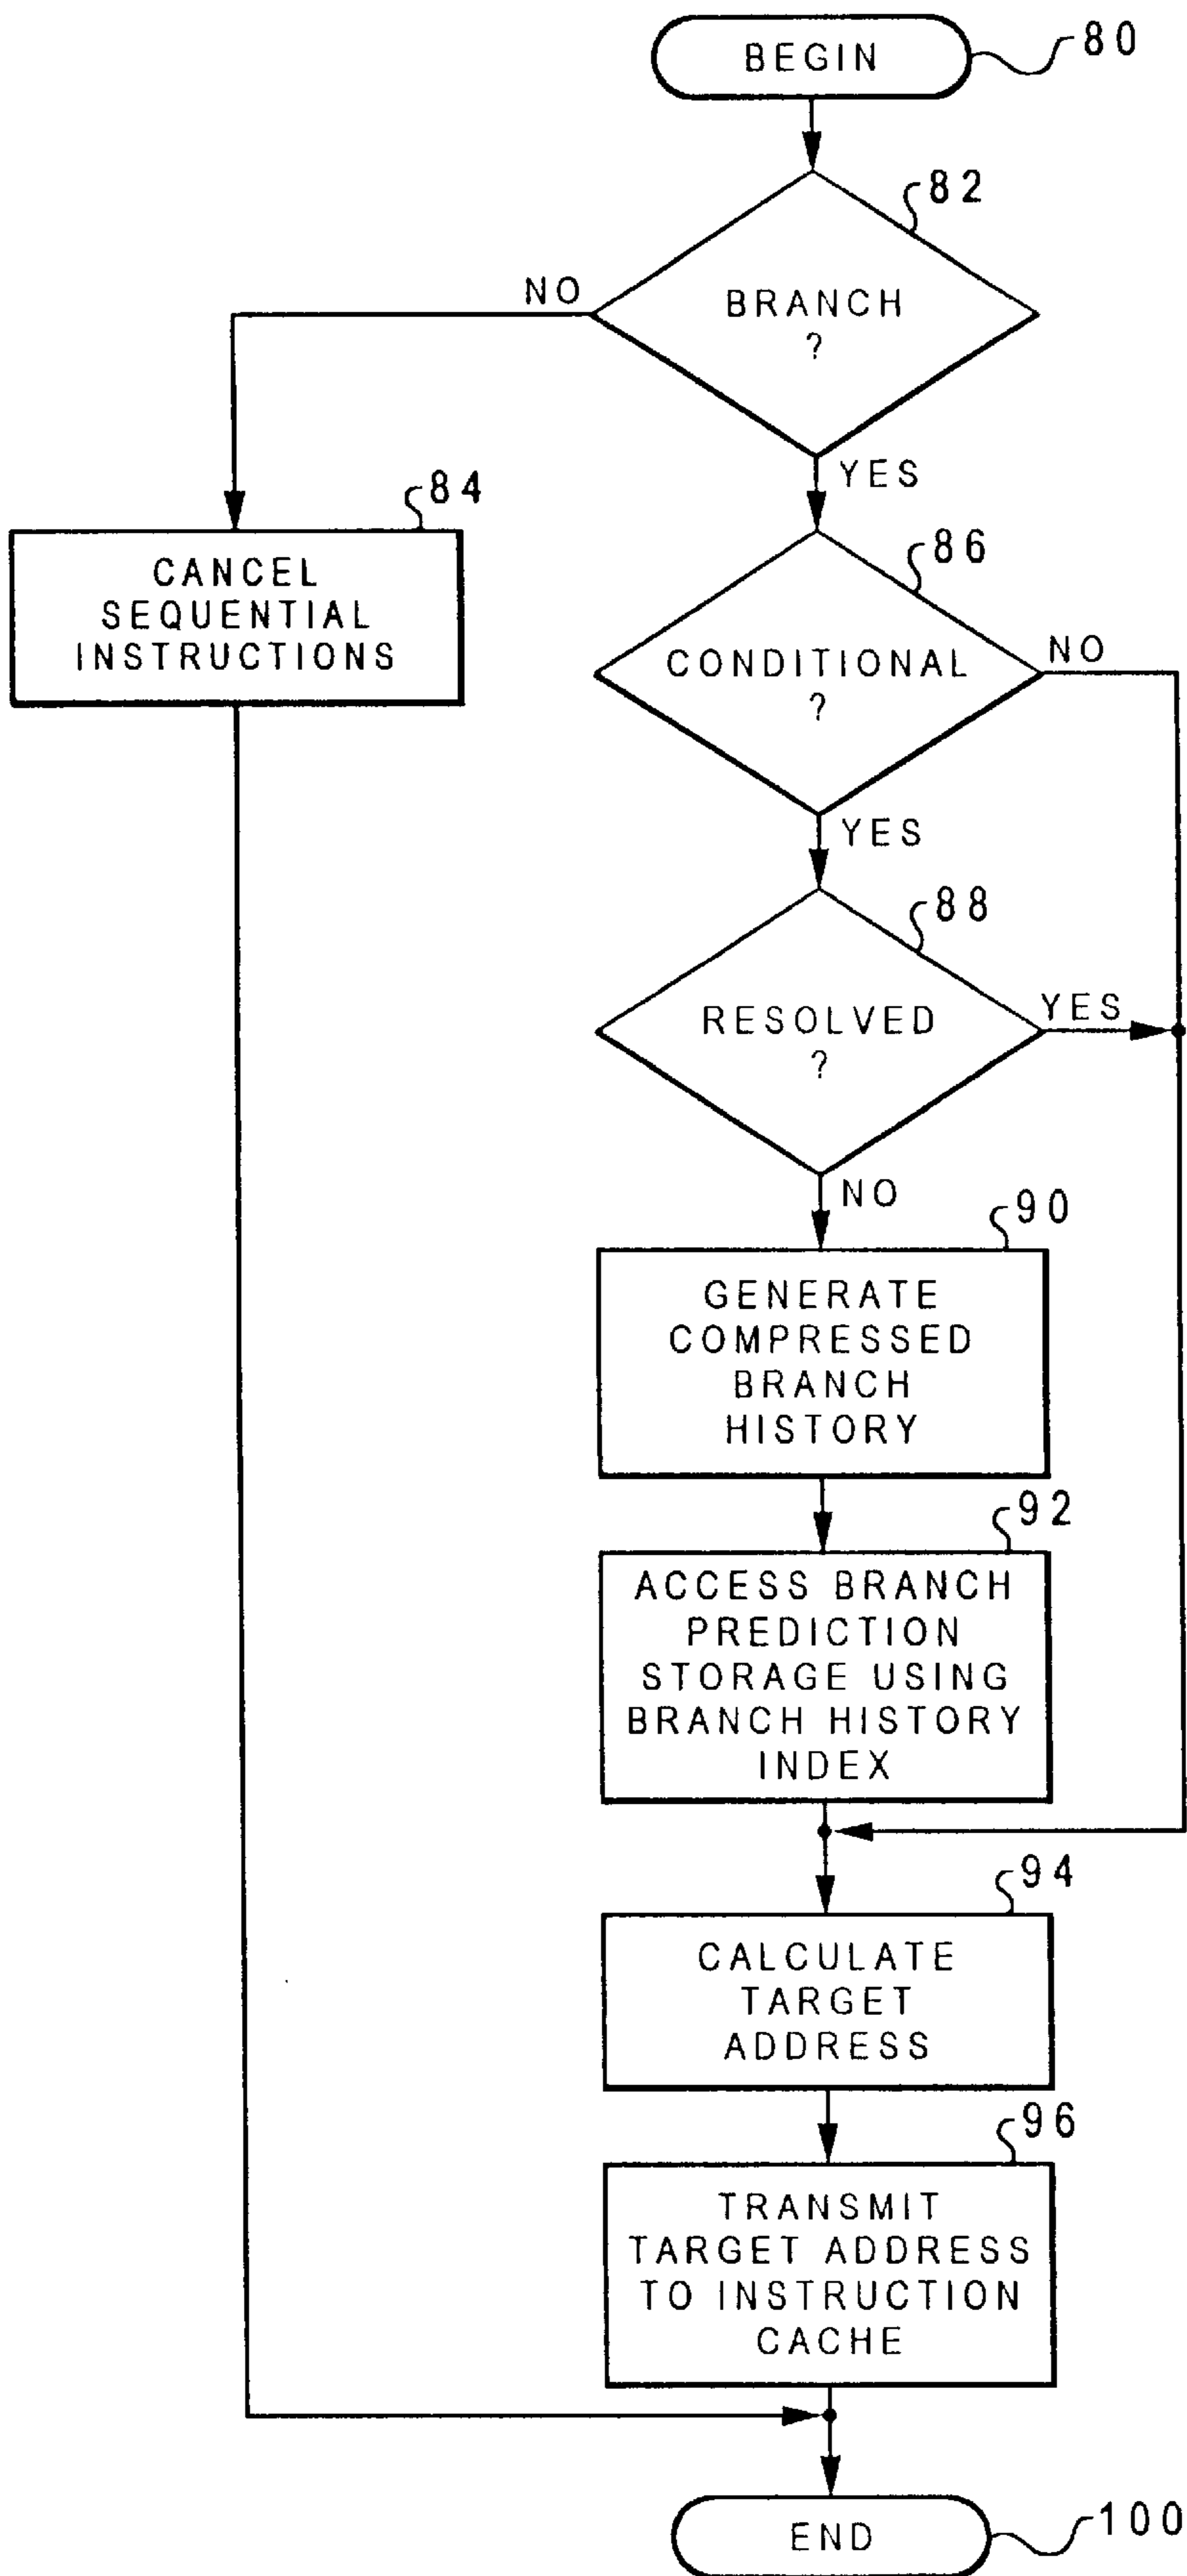 BEGIN
80
82
BRANCH
?
NO
YES
84
CANCEL
SEQUENTIAL
INSTRUCTIONS
86
CONDITIONAL
?
NO
YES
88
RESOLVED
?
YES
NO
90
GENERATE
COMPRESSED
BRANCH
HISTORY
92
ACCESS BRANCH
PREDICTION
STORAGE USING
BRANCH HISTORY
INDEX
94
CALCULATE
TARGET
ADDRESS
96
TRANSMIT
TARGET ADDRESS
TO INSTRUCTION
CACHE
END
100